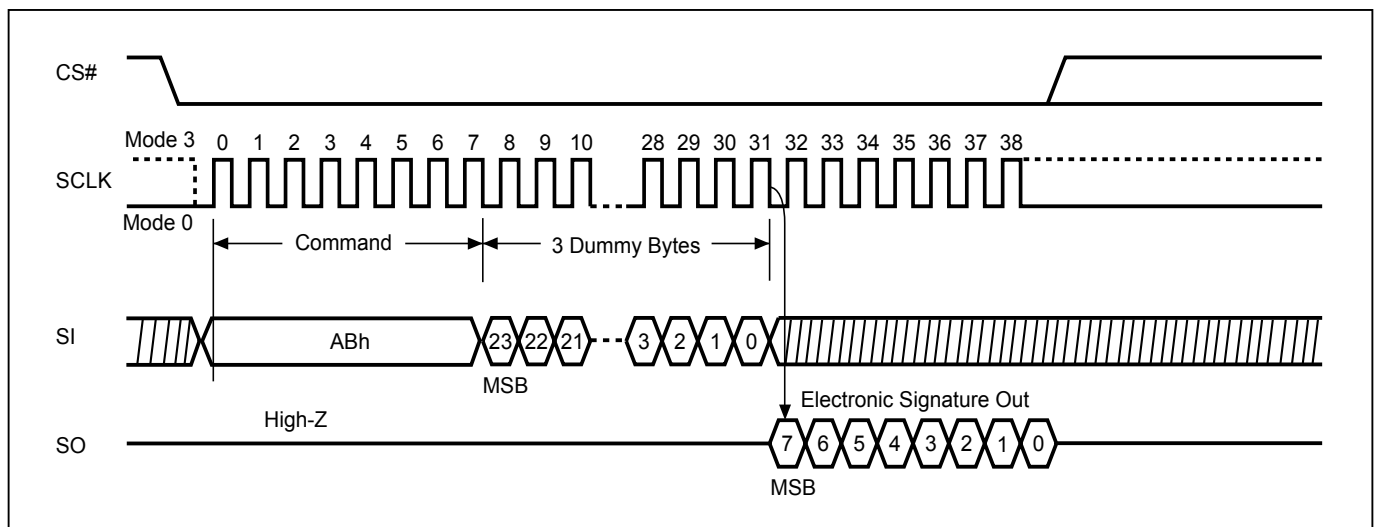 CS#
Mode 3
0 1 2 3 4 5 6 7 8 9 10 28 29 30 31 32 33 34 35 36 37 38
SCLK
Mode 0
Command
3 Dummy Bytes
SI
ABh
23 22 21 3 2 1 0
MSB
Electronic Signature Out
High-Z
SO
7 6 5 4 3 2 1 0
MSB